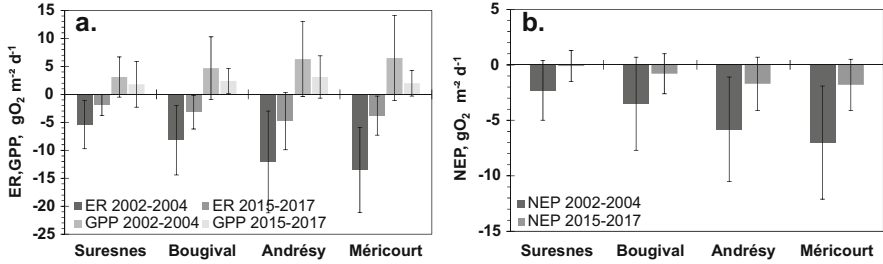 a.
ER,GPP, gO2 m-2 d-1
15
10
5
0
-5
-10
-15
-20
-25
ER 2002-2004 ER 2015-2017
GPP 2002-2004 GPP 2015-2017
Suresnes Bougival Andrésy Méricourt
b.
NEP, gO2 m-2 d-1
5
0
-5
-10
-15
NEP 2002-2004
NEP 2015-2017
Suresnes Bougival Andrésy Méricourt